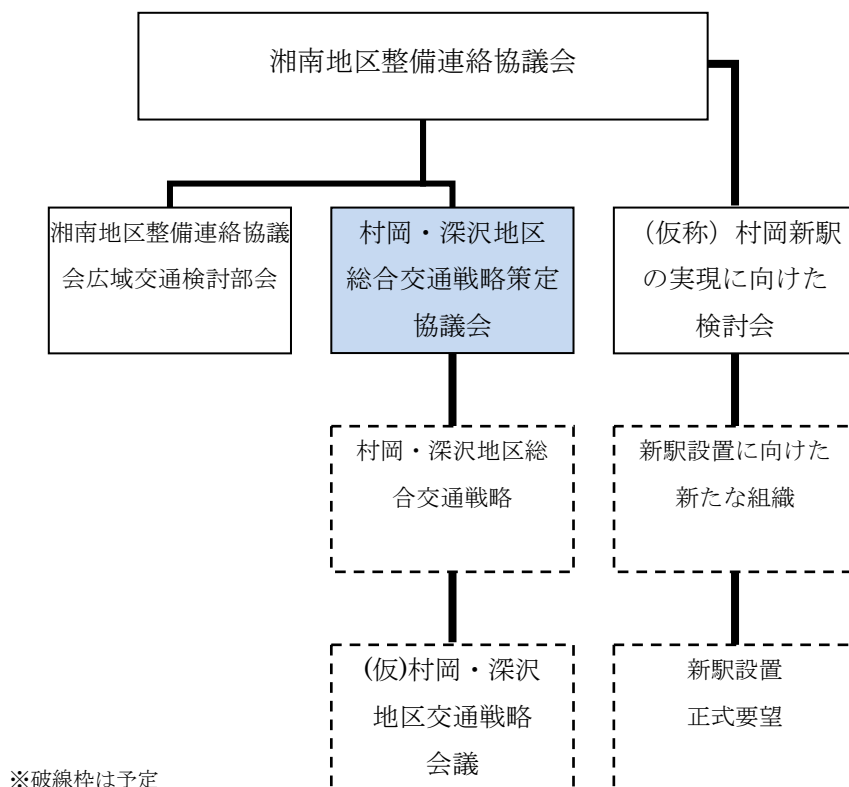 湘南地区整備連絡協議会
湘南地区整備連絡協議
会広域交通検討部会
村岡・深沢地区
総合交通戦略策定
協議会
(仮称）村岡新駅
の実現に向けた
検討会
村岡・深沢地区総
合交通戦略
新駅設置に向けた
新たな組織
(仮)村岡・深沢
地区交通戦略
会議
新駅設置
正式要望
※破線枠は予定